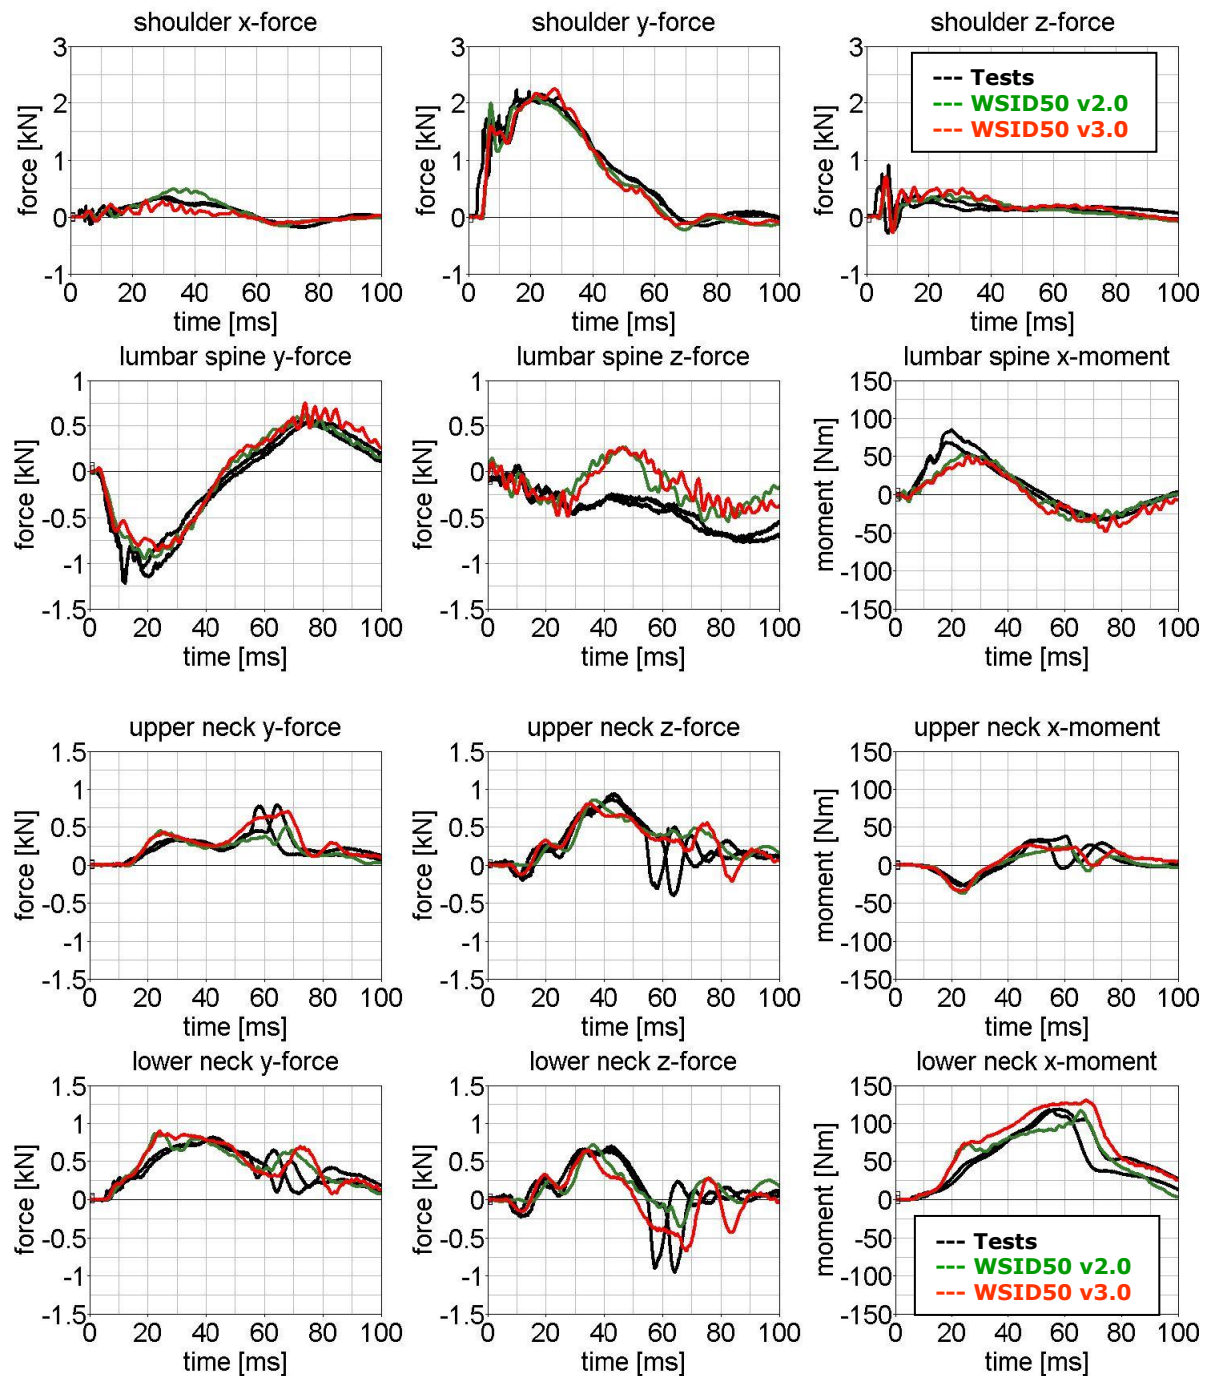 shoulder x-force
shoulder y-force
shoulder z-force
3
2
1
0
-1
force [kN]
0 20 40 60 80 100
time [ms]
3
2
1
0
-1
force [kN]
0 20 40 60 80 100
time [ms]
3
2
1
0
-1
force [kN]
0 20 40 60 80 100
time [ms]
--- Tests
--- WSID50 v2.0
--- WSID50 v3.0
lumbar spine y-force
lumbar spine z-force
lumbar spine x-moment
1
0.5
0
-0.5
-1
-1.5
force [kN]
0 20 40 60 80 100
time [ms]
1
0.5
0
-0.5
-1
-1.5
force [kN]
0 20 40 60 80 100
time [ms]
150
100
50
0
-50
-100
-150
moment [Nm]
0 20 40 60 80 100
time [ms]
upper neck y-force
upper neck z-force
upper neck x-moment
1.5
1
0.5
0
-0.5
-1
-1.5
force [kN]
0 20 40 60 80 100
time [ms]
1.5
1
0.5
0
-0.5
-1
-1.5
force [kN]
0 20 40 60 80 100
time [ms]
150
100
50
0
-50
-100
-150
moment [Nm]
0 20 40 60 80 100
time [ms]
lower neck y-force
lower neck z-force
lower neck x-moment
1.5
1
0.5
0
-0.5
-1
-1.5
force [kN]
0 20 40 60 80 100
time [ms]
1.5
1
0.5
0
-0.5
-1
-1.5
force [kN]
0 20 40 60 80 100
time [ms]
150
100
50
0
-50
-100
-150
moment [Nm]
0 20 40 60 80 100
time [ms]
--- Tests
--- WSID50 v2.0
--- WSID50 v3.0